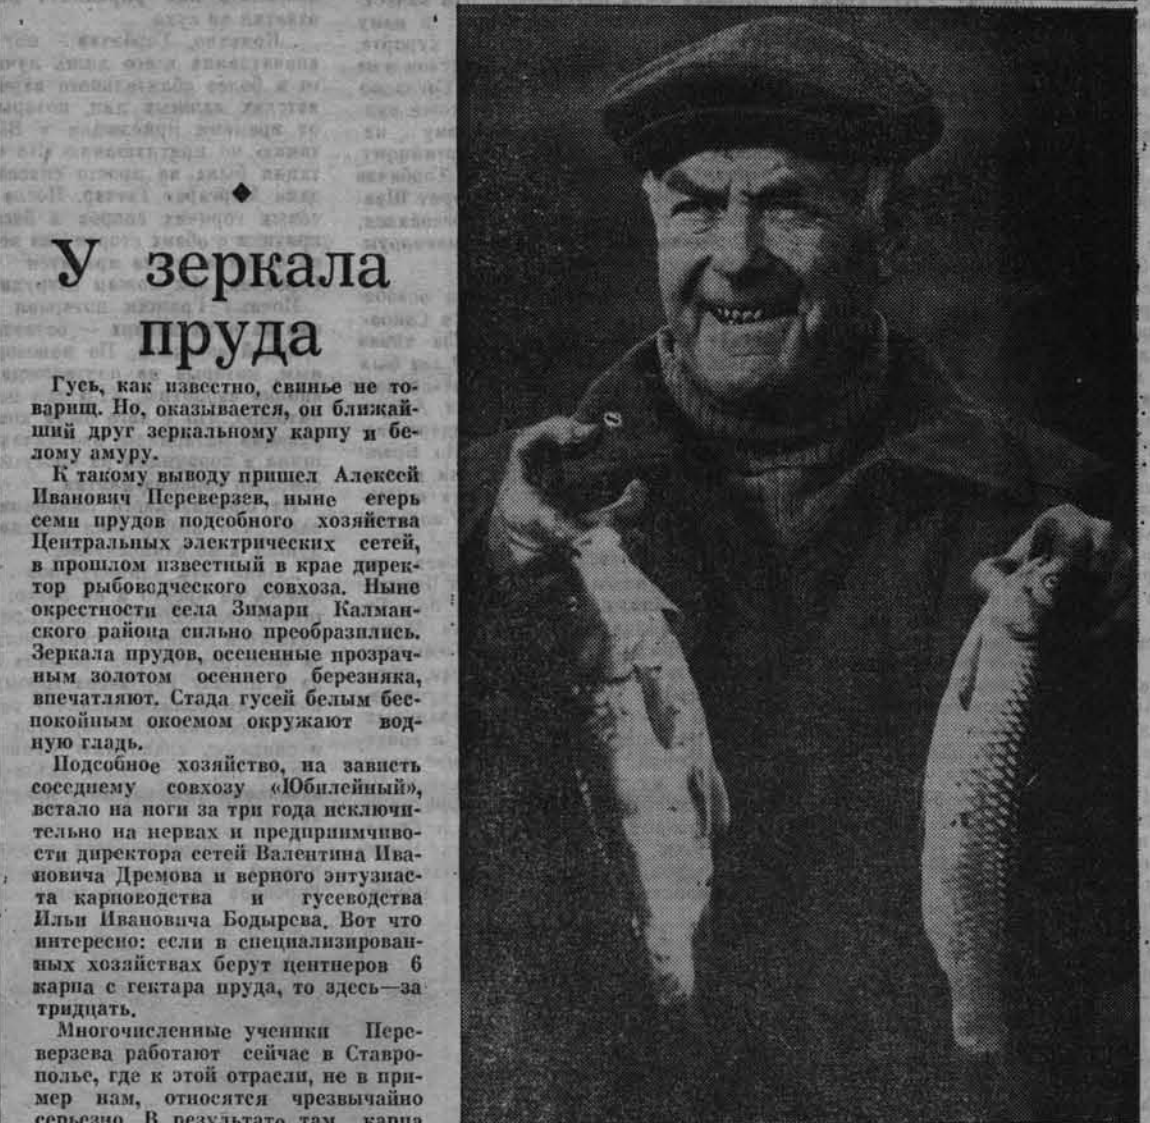 У зеркала
пруда
Гусь, как известно, свинье не то-
варищ. Но, оказывается, он ближай-
ший друг зеркальному карпу и бе-
лому амуру.
К такому выводу пришел Алексей
Иванович Переверзев, ныне егерь
семи прудов подсобного хозяйства
Центральных электрических сетей,
в прошлом известный в крае дирек-
тор рыбоводческого совхоза. Ныне
окрестности села Зимари Калман-
ского района сильно преобразились.
Зеркала прудов, осененные прозрач-
ным золотом осеннего березняка,
впечатляют. Стада гусей белым бес-
покойным окоемом окружают вод-
ную гладь.
Подсобное хозяйство, на зависть
соседнему совхозу «Юбилейный»,
встало на ноги за три года исключи-
тельно на нервах и предприимчиво-
сти директора сетей Валентина Ива-
новича Дремова и верного энтузиас-
та карповодства и гусеводства
Ильи Ивановича Бодырева. Вот что
интересно: если в специализирован-
ных хозяйствах берут центнеров 6
карпа с гектара пруда, то здесь—за
тридцать.
Многочисленные ученики Пере-
верзева работают сейчас в Ставро-
полье, где к этой отрасли, не в при-
мер нам, относятся чрезвычайно
серьезно. В результате там карпа